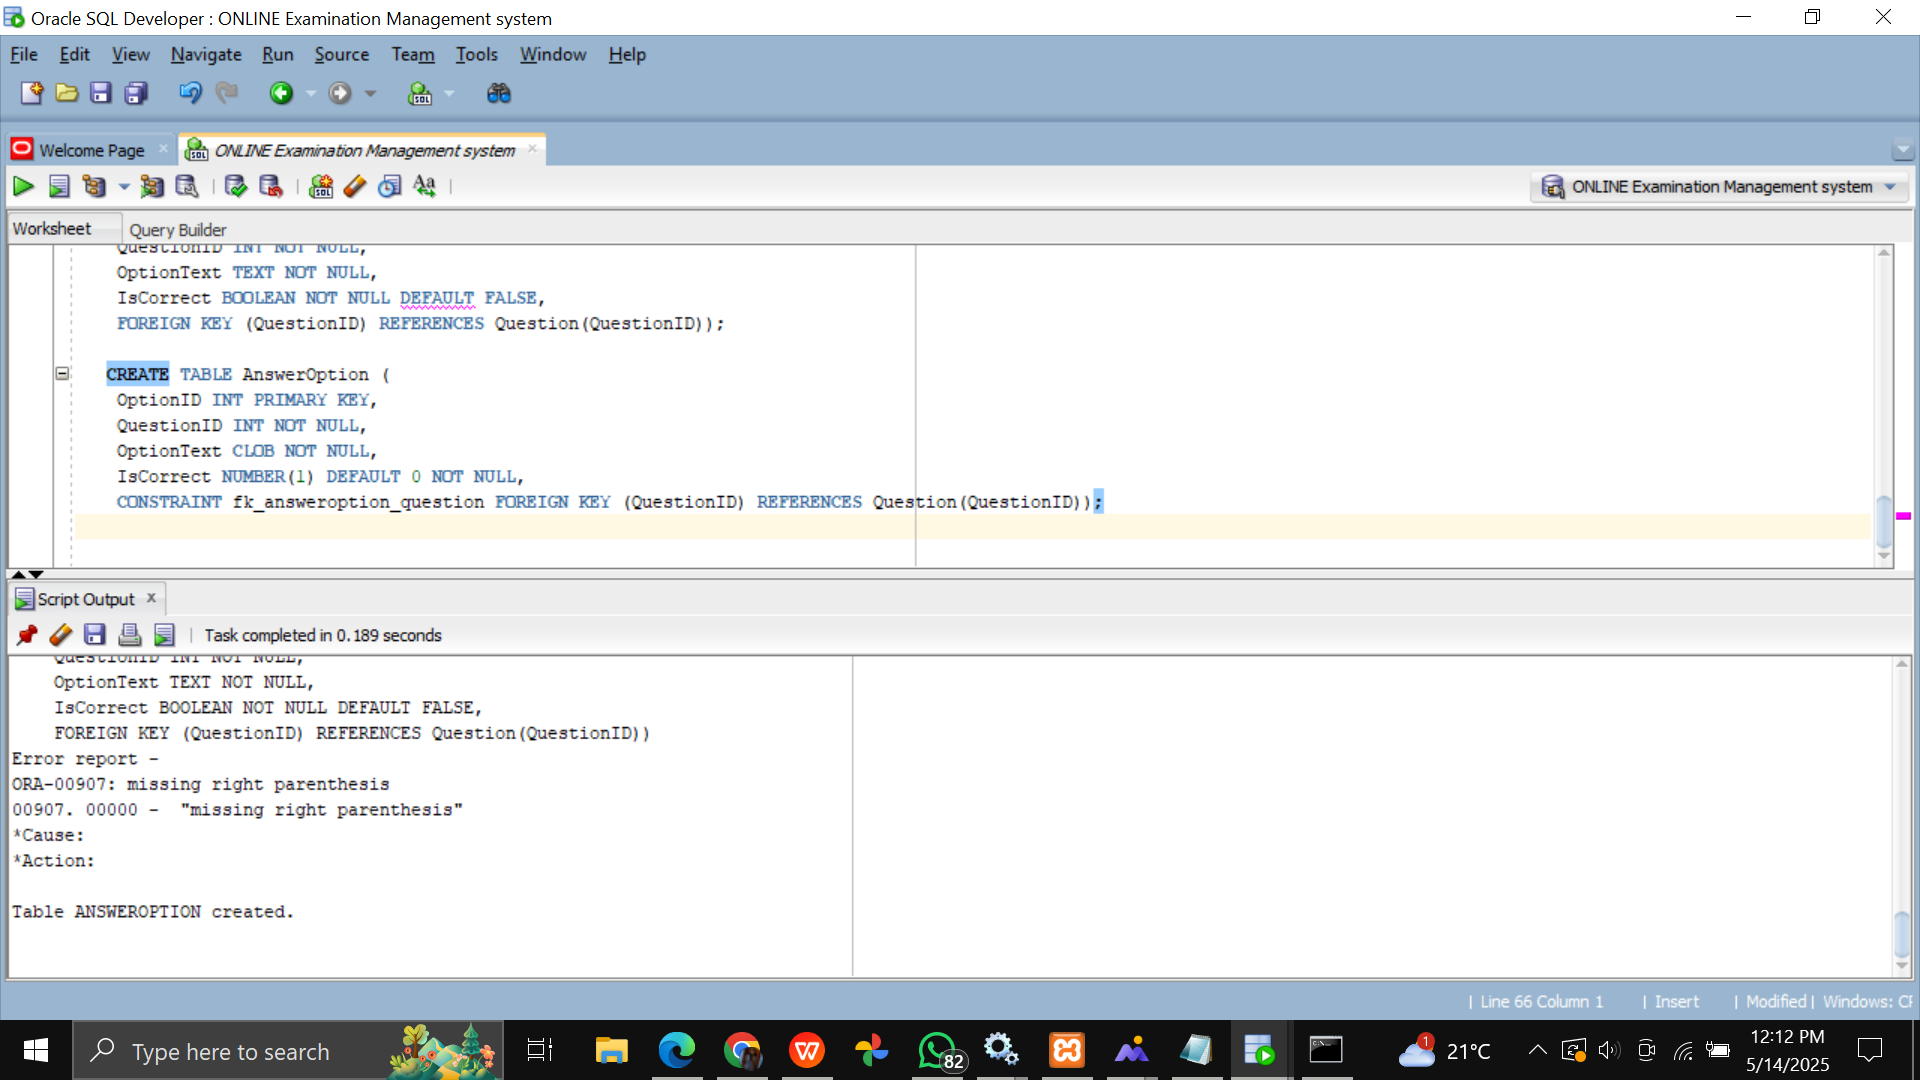 Oracle SQL Developer : ONLINE Examination Management system
File Edit View Navigate Run Source Team Tools Window Help
Welcome Page
ONLINE Examination Management system
ONLINE Examination Management system
Worksheet Query Builder
QuestionID INT NOT NULL,
OptionText TEXT NOT NULL,
IsCorrect BOOLEAN NOT NULL DEFAULT FALSE,
FOREIGN KEY (QuestionID) REFERENCES Question(QuestionID));
CREATE TABLE AnswerOption (
OptionID INT PRIMARY KEY,
QuestionID INT NOT NULL,
OptionText CLOB NOT NULL,
IsCorrect NUMBER(1) DEFAULT 0 NOT NULL,
CONSTRAINT fk_answeroption_question FOREIGN KEY (QuestionID) REFERENCES Question(QuestionID));
Script Output
Task completed in 0.189 seconds
QuestionID INT NOT NULL,
OptionText TEXT NOT NULL,
IsCorrect BOOLEAN NOT NULL DEFAULT FALSE,
FOREIGN KEY (QuestionID) REFERENCES Question(QuestionID))
Error report -
ORA-00907: missing right parenthesis
00907. 00000 -  "missing right parenthesis"
*Cause:
*Action:
Table ANSWEROPTION created.
| Line 66 Column 1 | Insert | Modified | Windows: CR
Type here to search
82
1
21°C
12:12 PM
5/14/2025